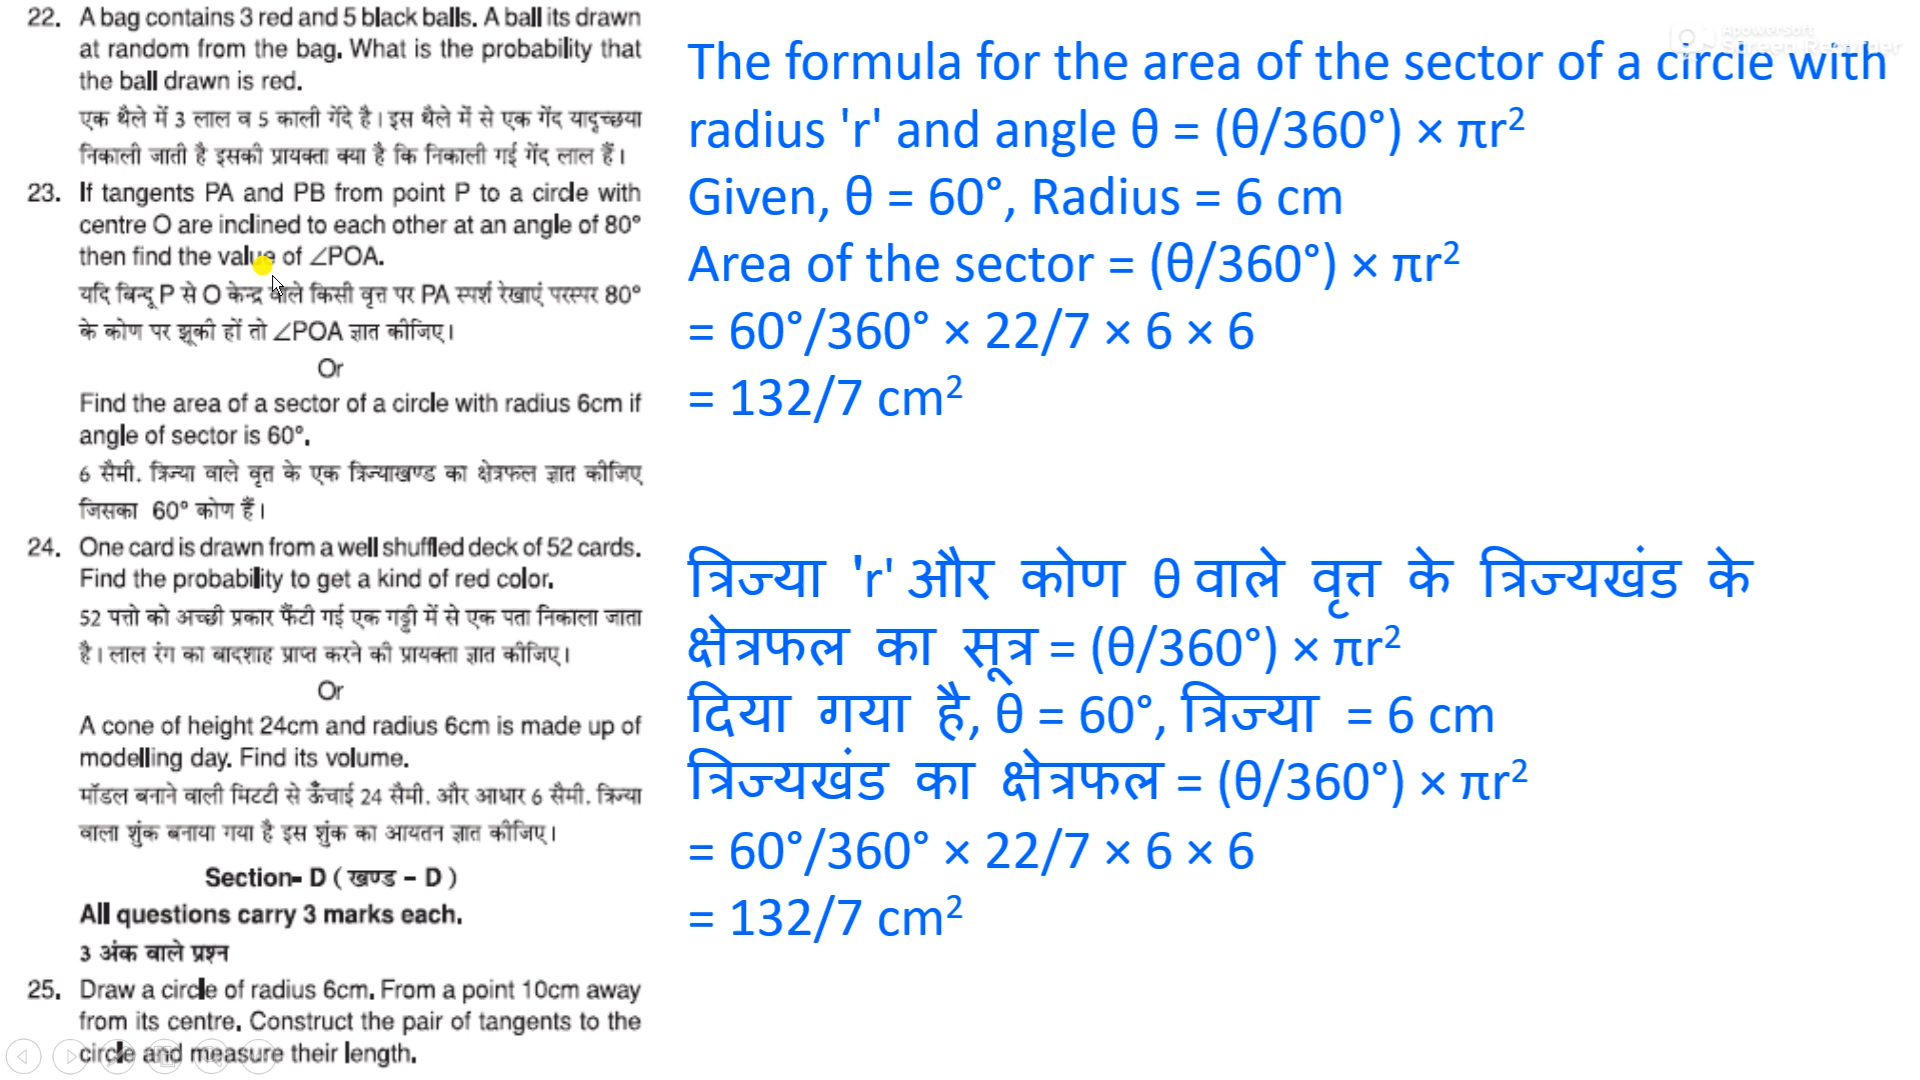 22. A bag contains 3 red and 5 black balls. A ball its drawn
at random from the bag. What is the probability that
the ball drawn is red.
एक थैले में 3 लाल व 5 काली गेंदे है। इस थैले में से एक गेंद यादृच्छया
निकाली जाती है इसकी प्रायक्ता क्या है कि निकाली गई गेंद लाल हैं।
23. If tangents PA and PB from point P to a circle with
centre O are inclined to each other at an angle of 80°
then find the value of ∠POA.
यदि बिन्दू P से O केन्द्र वाले किसी वृत्त पर PA स्पर्श रेखाएं परस्पर 80°
के कोण पर झूकी हों तो ∠POA ज्ञात कीजिए।
Or
Find the area of a sector of a circle with radius 6cm if
angle of sector is 60°.
6 सैमी. त्रिज्या वाले वृत के एक त्रिज्याखण्ड का क्षेत्रफल ज्ञात कीजिए
जिसका 60° कोण हैं।
24. One card is drawn from a well shuffled deck of 52 cards.
Find the probability to get a kind of red color.
52 पत्तो को अच्छी प्रकार फैंटी गई एक गड्डी में से एक पता निकाला जाता
है। लाल रंग का बादशाह प्राप्त करने की प्रायक्ता ज्ञात कीजिए।
Or
A cone of height 24cm and radius 6cm is made up of
modelling day. Find its volume.
मॉडल बनाने वाली मिटटी से ऊँचाई 24 सैमी. और आधार 6 सैमी. त्रिज्या
वाला शुंक बनाया गया है इस शुंक का आयतन ज्ञात कीजिए।
Section- D ( खण्ड – D )
All questions carry 3 marks each.
3 अंक वाले प्रश्न
25. Draw a circle of radius 6cm. From a point 10cm away
from its centre. Construct the pair of tangents to the
circle and measure their length.
Apowersoft
Screen Recorder
The formula for the area of the sector of a circle with
radius 'r' and angle θ = (θ/360°) × πr²
Given, θ = 60°, Radius = 6 cm
Area of the sector = (θ/360°) × πr²
= 60°/360° × 22/7 × 6 × 6
= 132/7 cm²
त्रिज्या 'r' और कोण θ वाले वृत्त के त्रिज्यखंड के
क्षेत्रफल का सूत्र = (θ/360°) × πr²
दिया गया है, θ = 60°, त्रिज्या = 6 cm
त्रिज्यखंड का क्षेत्रफल = (θ/360°) × πr²
= 60°/360° × 22/7 × 6 × 6
= 132/7 cm²